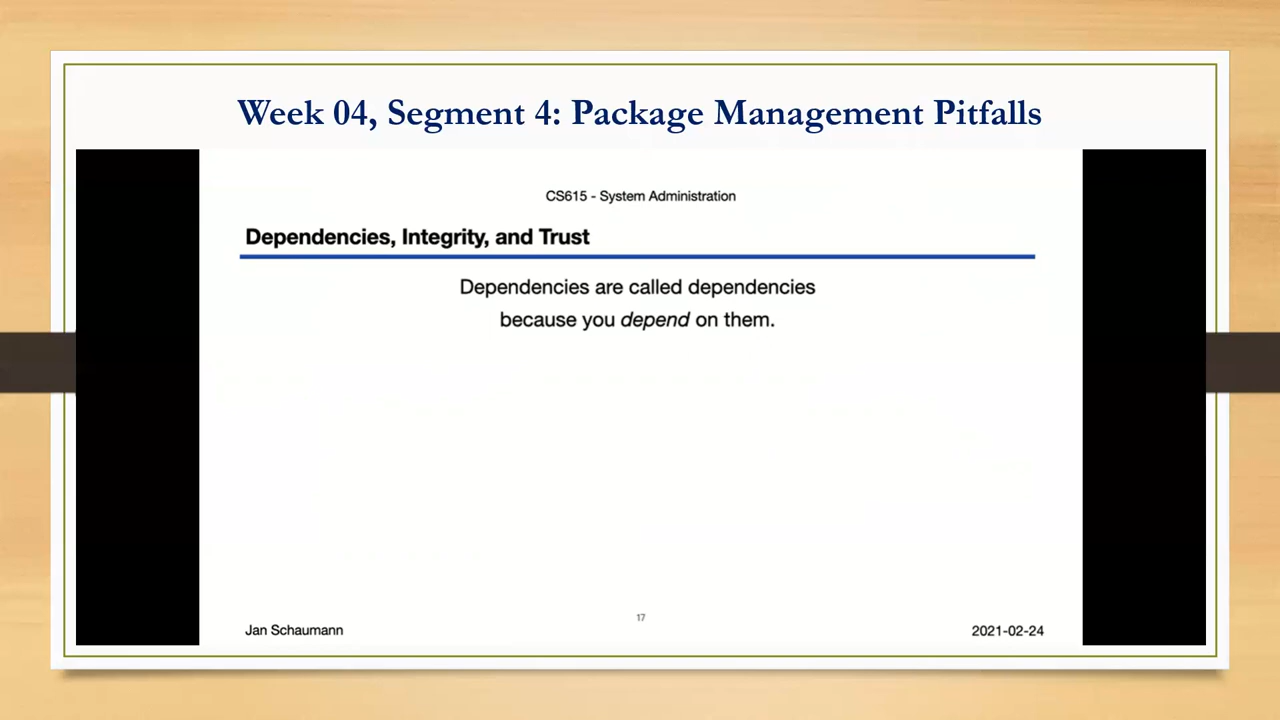 Week 04, Segment 4: Package Management Pitfalls
CS615 - System Administration
Dependencies, Integrity, and Trust
Dependencies are called dependencies
because you depend on them.
17
Jan Schaumann
2021-02-24